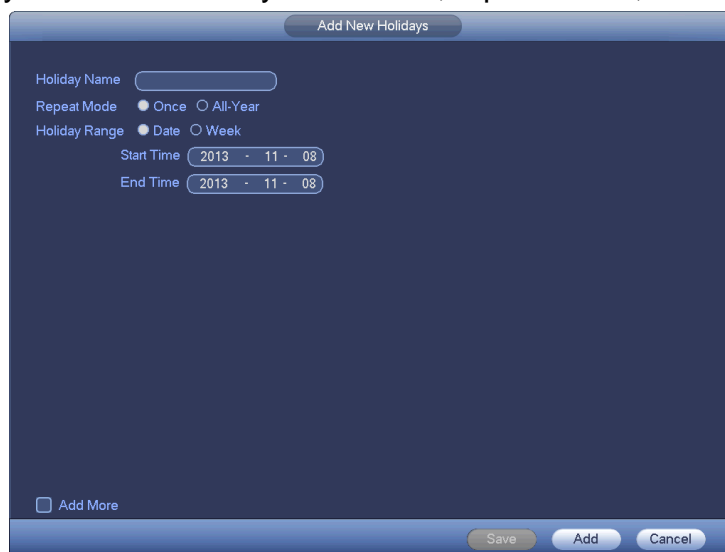 Add New Holidays
Holiday Name
Repeat Mode Once All-Year
Holiday Range Date Week
Start Time 2013 - 11 - 08
End Time 2013 - 11 - 08
Add More
Save Add Cancel